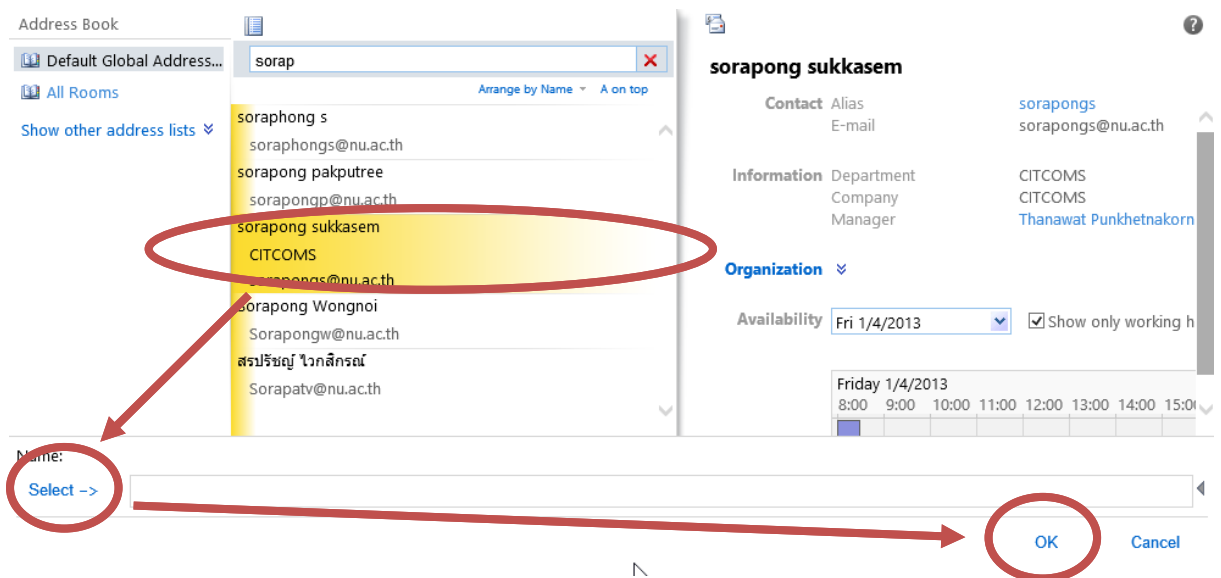 Address Book
Default Global Address...
All Rooms
Show other address lists
sorap
Arrange by Name A on top
soraphong s
soraphongs@nu.ac.th
sorapong pakputree
sorapongp@nu.ac.th
sorapong sukkasem
CITCOMS
sorapongs@nu.ac.th
sorapong Wongnoi
Sorapongw@nu.ac.th
สรปรัชญ์ ไวกสิกรณ์
Sorapatv@nu.ac.th
?
sorapong sukkasem
Contact Alias sorapongs
E-mail sorapongs@nu.ac.th
Information Department CITCOMS
Company CITCOMS
Manager Thanawat Punkhetnakorn
Organization
Availability Fri 1/4/2013 Show only working h
Friday 1/4/2013
8:00 9:00 10:00 11:00 12:00 13:00 14:00 15:00
Name:
Select ->
OK Cancel